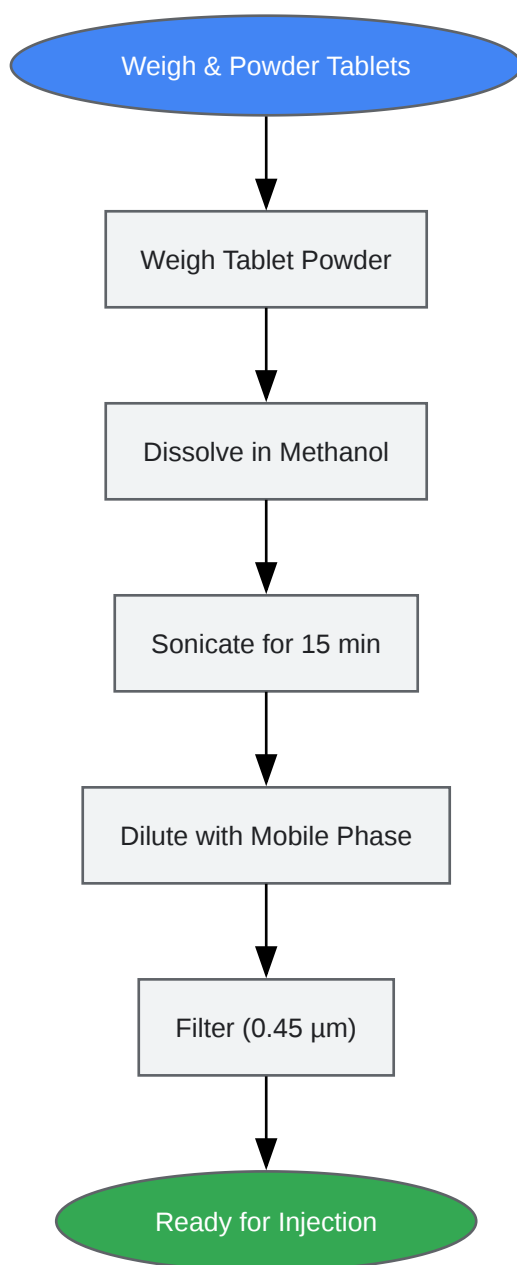 Weigh & Powder Tablets
Weigh Tablet Powder
Dissolve in Methanol
Sonicate for 15 min
Dilute with Mobile Phase
Filter (0.45 µm)
Ready for Injection